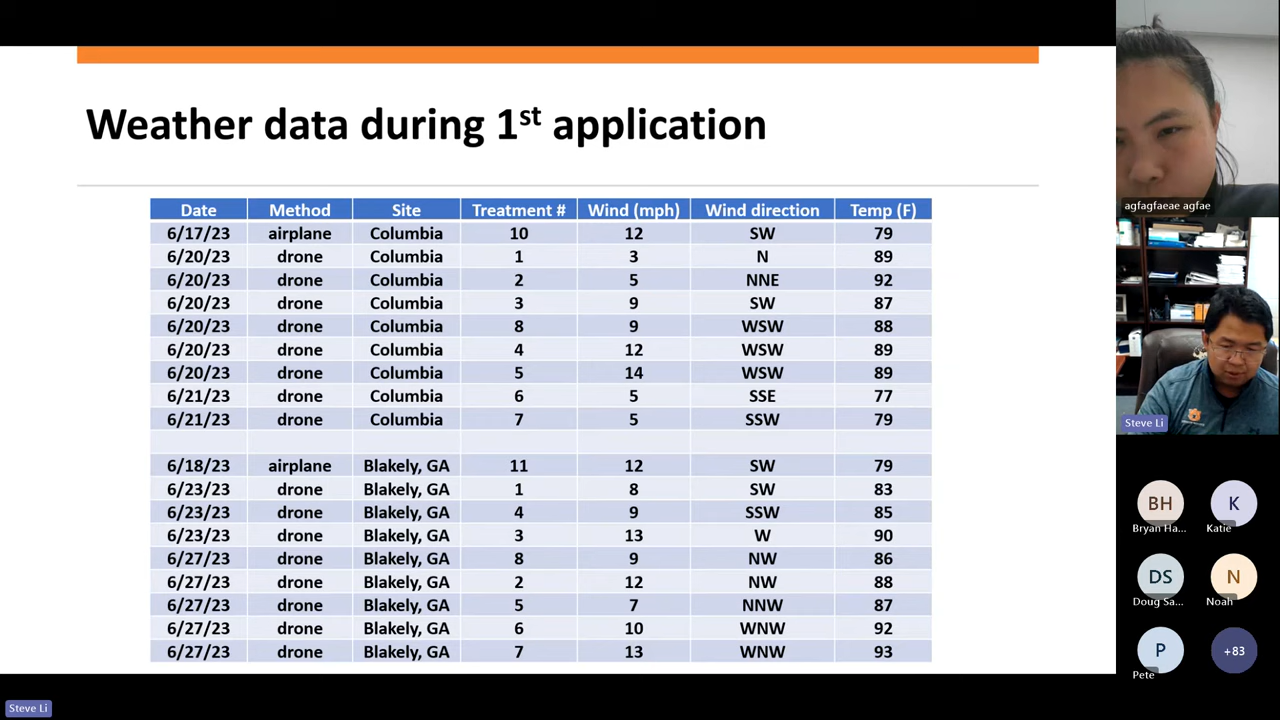 Weather data during 1st application
Date Method Site Treatment # Wind (mph) Wind direction Temp (F)
6/17/23 airplane Columbia 10 12 SW 79
6/20/23 drone Columbia 1 3 N 89
6/20/23 drone Columbia 2 5 NNE 92
6/20/23 drone Columbia 3 9 SW 87
6/20/23 drone Columbia 8 9 WSW 88
6/20/23 drone Columbia 4 12 WSW 89
6/20/23 drone Columbia 5 14 WSW 89
6/21/23 drone Columbia 6 5 SSE 77
6/21/23 drone Columbia 7 5 SSW 79
6/18/23 airplane Blakely, GA 11 12 SW 79
6/23/23 drone Blakely, GA 1 8 SW 83
6/23/23 drone Blakely, GA 4 9 SSW 85
6/23/23 drone Blakely, GA 3 13 W 90
6/27/23 drone Blakely, GA 8 9 NW 86
6/27/23 drone Blakely, GA 2 12 NW 88
6/27/23 drone Blakely, GA 5 7 NNW 87
6/27/23 drone Blakely, GA 6 10 WNW 92
6/27/23 drone Blakely, GA 7 13 WNW 93
agfagfaeae agfae
Steve Li
BH K
Bryan Ha... Katie
DS N
Doug Sa... Noah
P +83
Pete
Steve Li